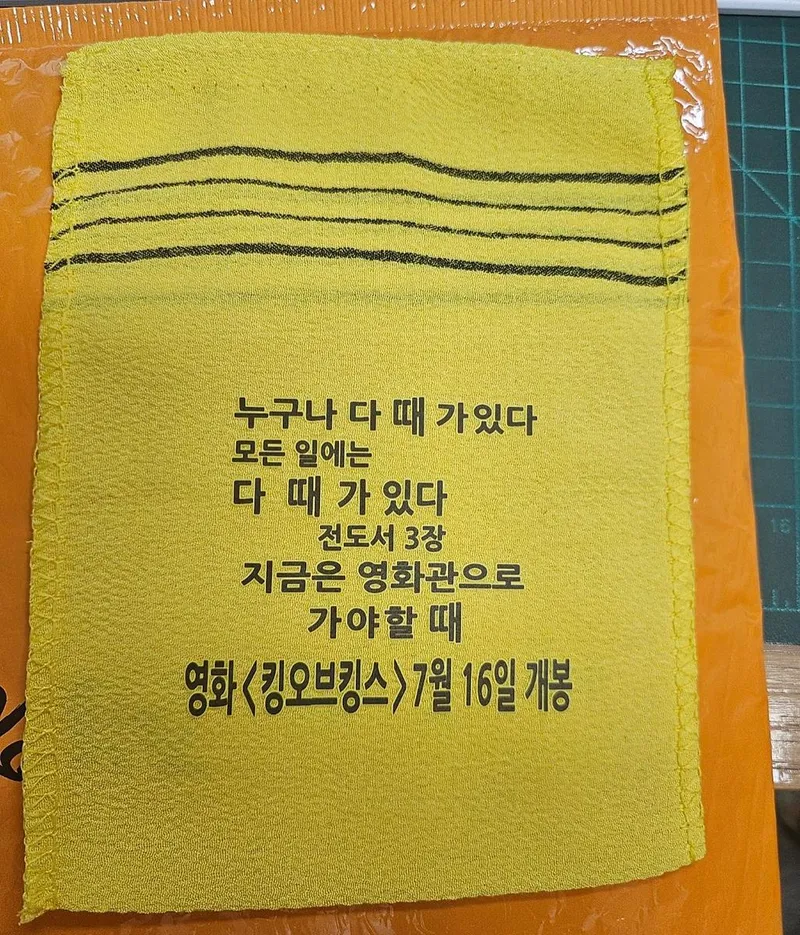 누구나 다 때 가있다
모든 일에는
다 때 가 있다
전도서 3장
지금은 영화관으로
가야할 때
영화<킹오브킹스>7월 16일 개봉